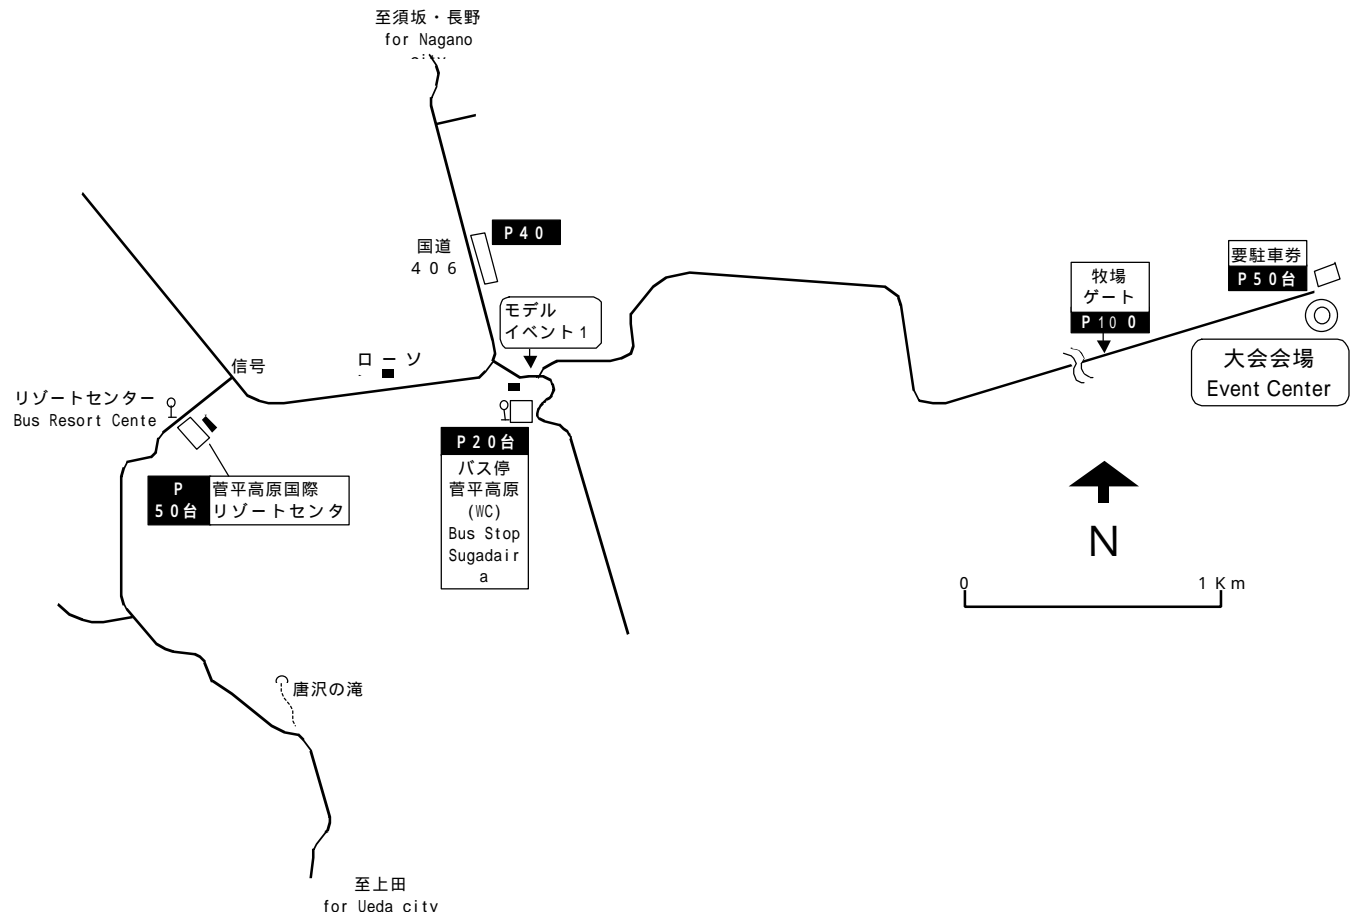 至須坂・長野
for Nagano
国道
406
P40
モデル
イベント1
ローソ
信号
リゾートセンター
Bus Resort Cente
P
50台
菅平高原国際
リゾートセンタ
P20台
バス停
菅平高原
(WC)
Bus Stop
Sugadair
a
牧場
ゲート
P100
要駐車券
P50台
大会会場
Event Center
N
0
1Km
唐沢の滝
至上田
for Ueda city